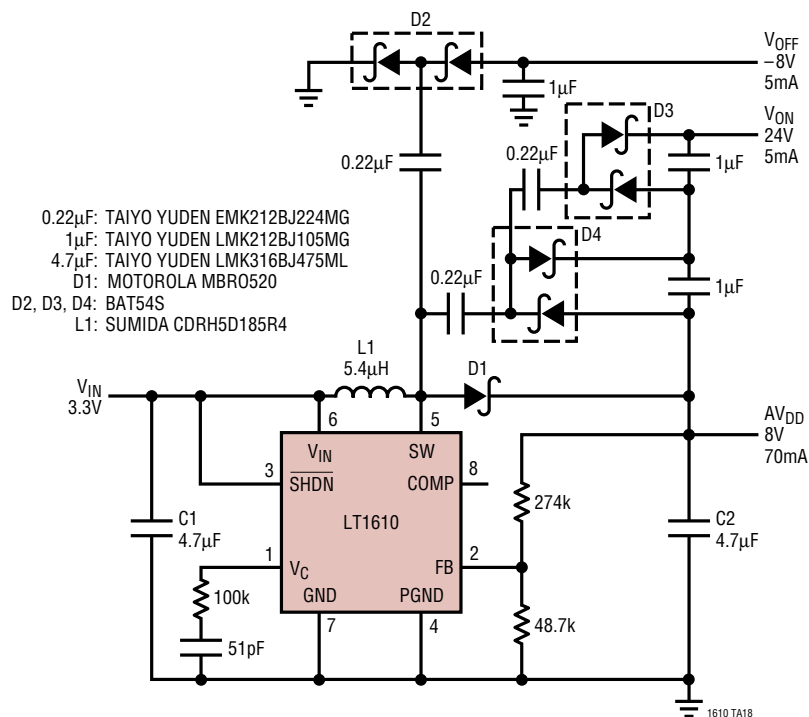 D2
VOFF
–8V
5mA
1µF
D3
VON
24V
5mA
0.22µF
0.22µF
1µF
0.22µF: TAIYO YUDEN EMK212BJ224MG
1µF: TAIYO YUDEN LMK212BJ105MG
4.7µF: TAIYO YUDEN LMK316BJ475ML
D1: MOTOROLA MBRO520
D2, D3, D4: BAT54S
L1: SUMIDA CDRH5D185R4
D4
0.22µF
1µF
L1
5.4µH
D1
VIN
3.3V
6
5
AVDD
8V
70mA
VIN
SW
3
SHDN
COMP
8
274k
C1
4.7µF
LT1610
C2
4.7µF
1
VC
FB
2
100k
GND
PGND
48.7k
51pF
7
4
1610 TA18